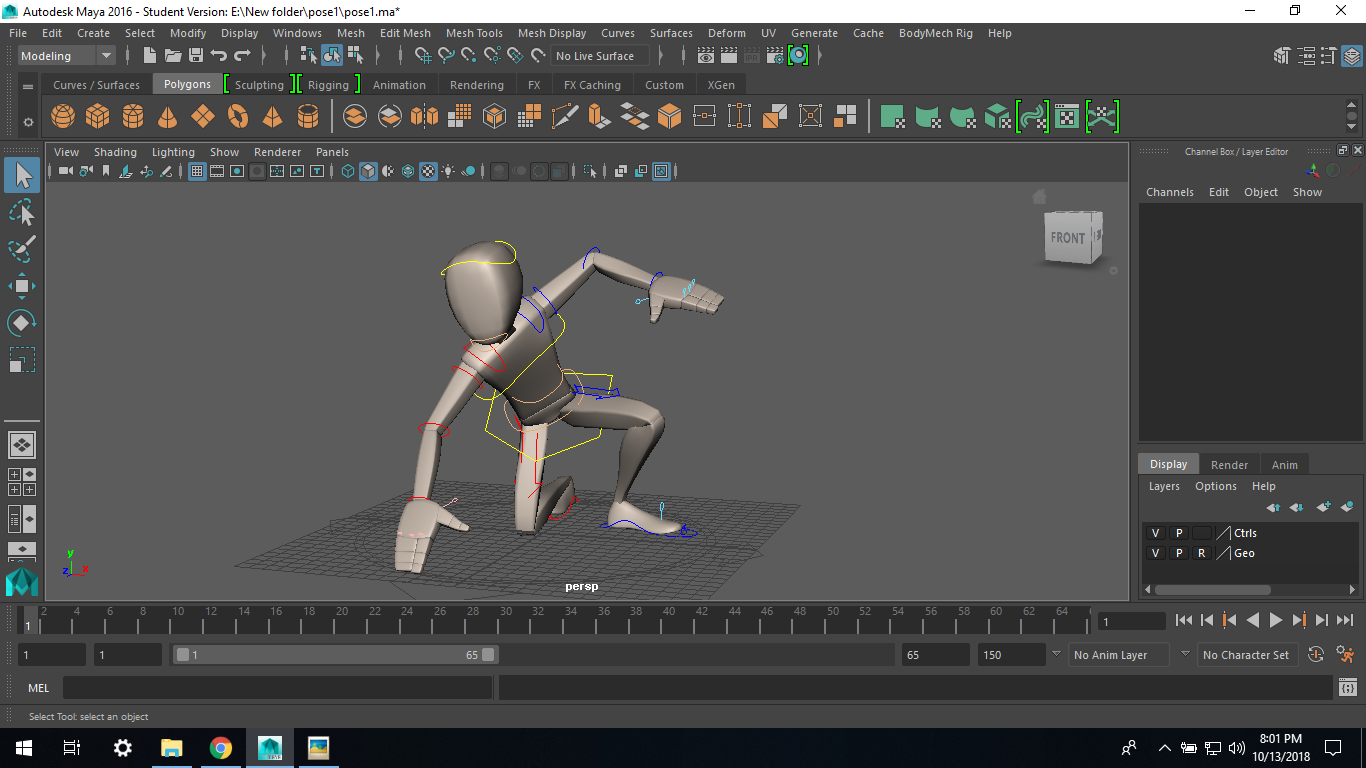 Autodesk Maya 2016 - Student Version: E:\New folder\pose1\pose1.ma*
File Edit Create Select Modify Display Windows Mesh Edit Mesh Mesh Tools Mesh Display Curves Surfaces Deform UV Generate Cache BodyMech Rig Help
Modeling No Live Surface
Curves / Surfaces Polygons Sculpting Rigging Animation Rendering FX FX Caching Custom XGen
View Shading Lighting Show Renderer Panels
Channel Box / Layer Editor
Channels Edit Object Show
FRONT
Display Render Anim
Layers Options Help
V P Ctrls
V P R Geo
y
z x
persp
2 4 6 8 10 12 14 16 18 20 22 24 26 28 30 32 34 36 38 40 42 44 46 48 50 52 54 56 58 60 62 64
1 1
1 1 1 65 65 150 No Anim Layer No Character Set
MEL
Select Tool: select an object
8:01 PM
10/13/2018